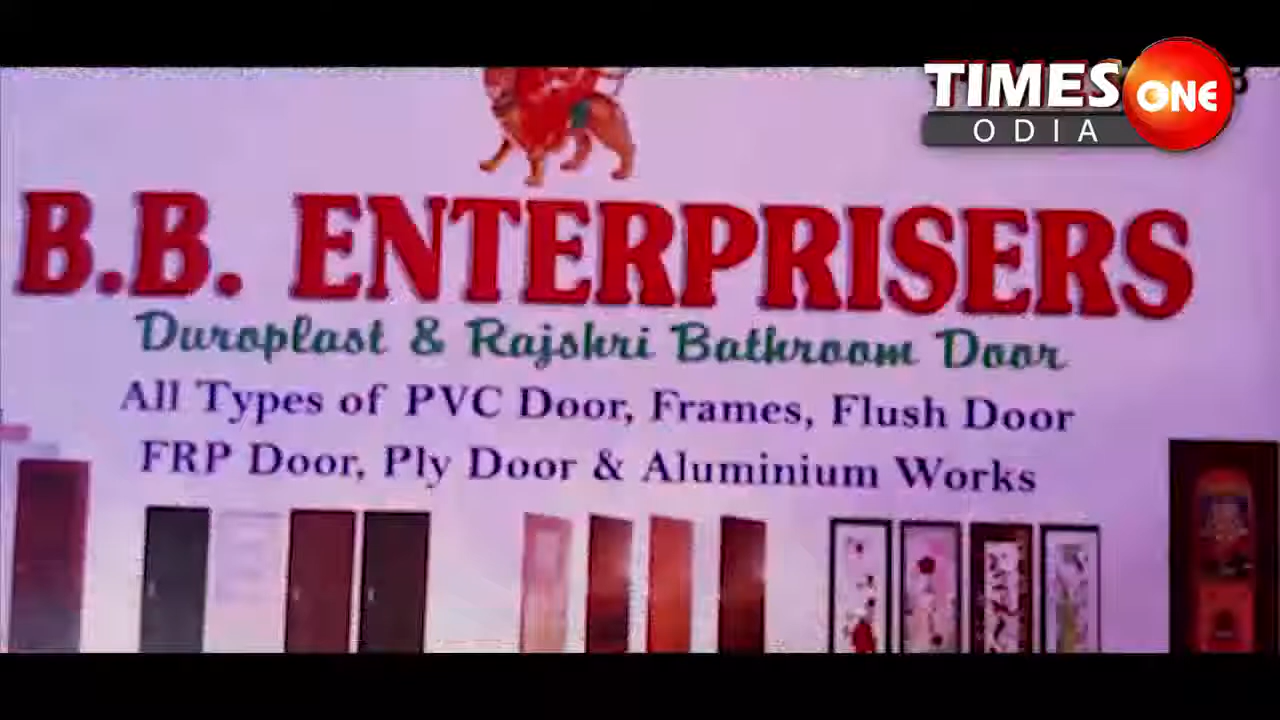 TIMES ONE
ODIA
B.B. ENTERPRISERS
Duroplast & Rajshri Bathroom Door
All Types of PVC Door, Frames, Flush Door
FRP Door, Ply Door & Aluminium Works